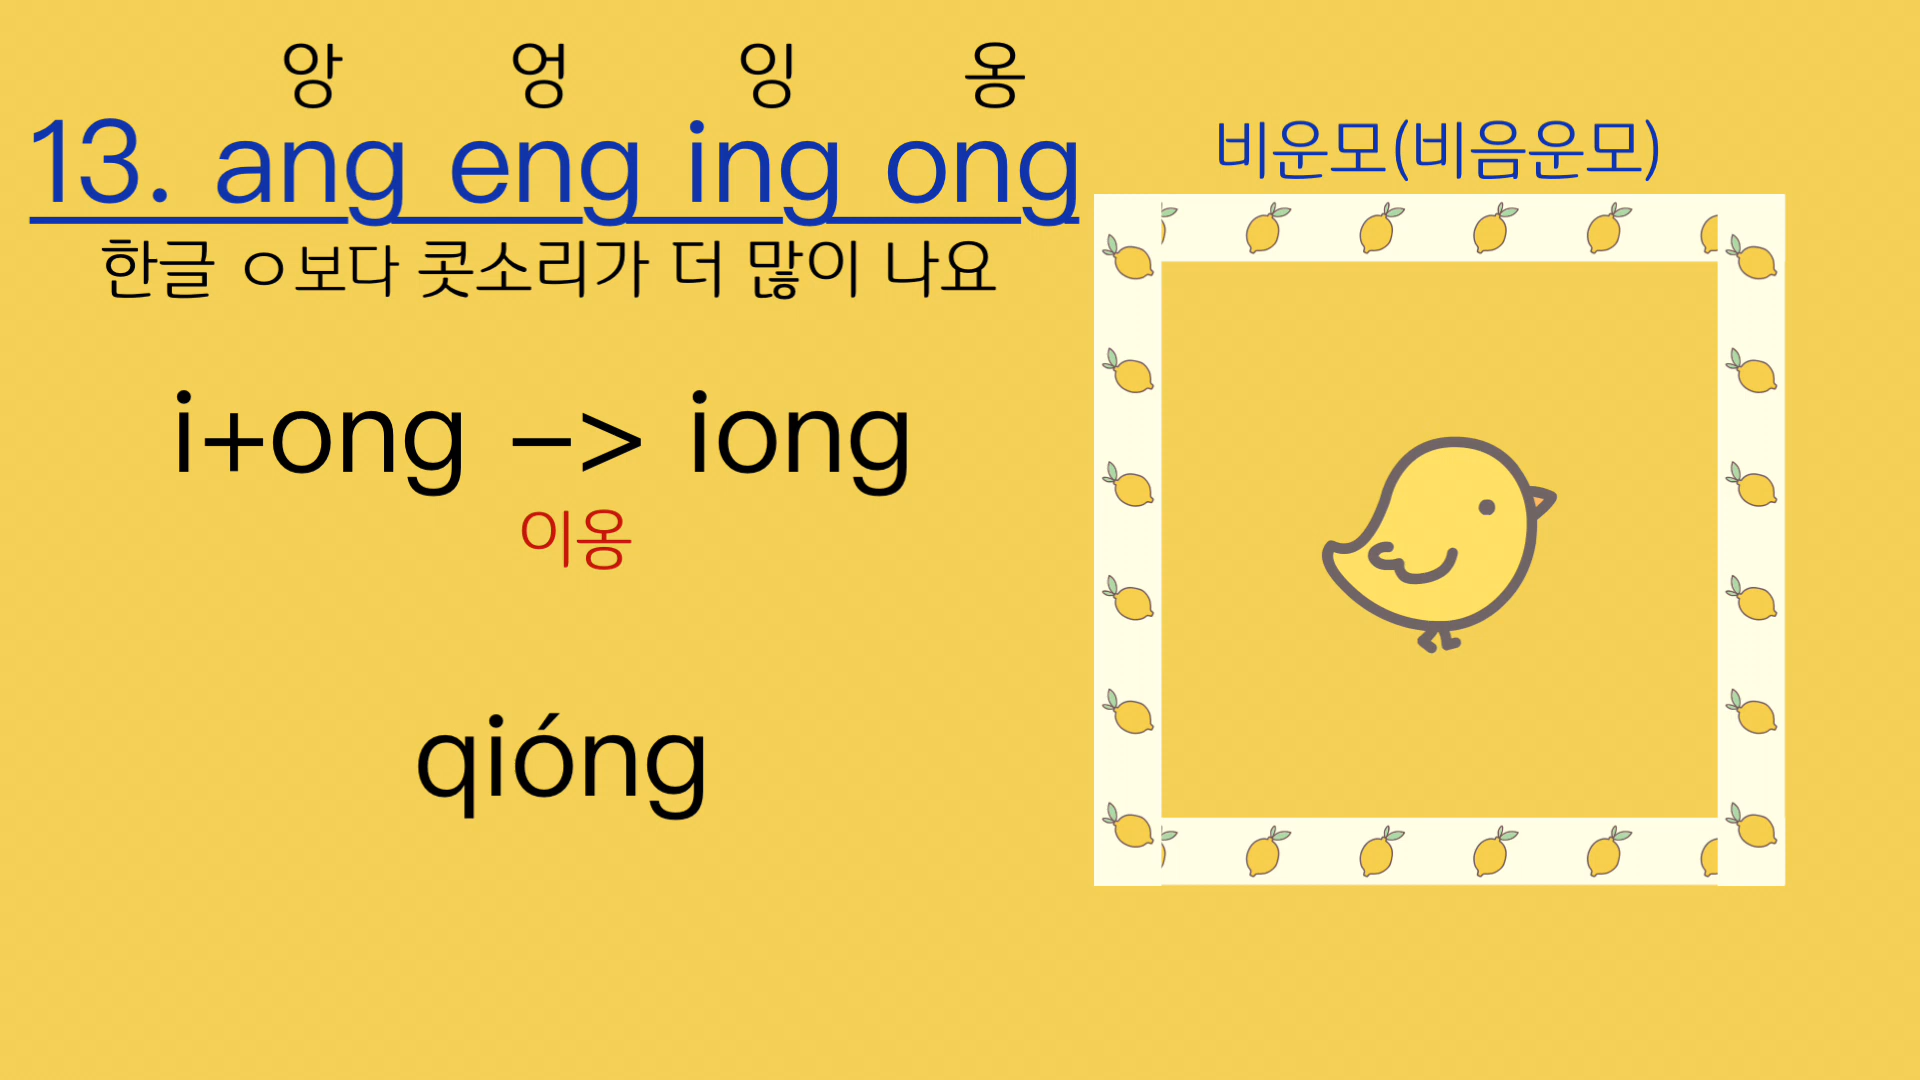 앙 엉 잉 옹
13. ang eng ing ong
비운모(비음운모)
한글 ㅇ보다 콧소리가 더 많이 나요
i+ong –> iong
이옹
qióng